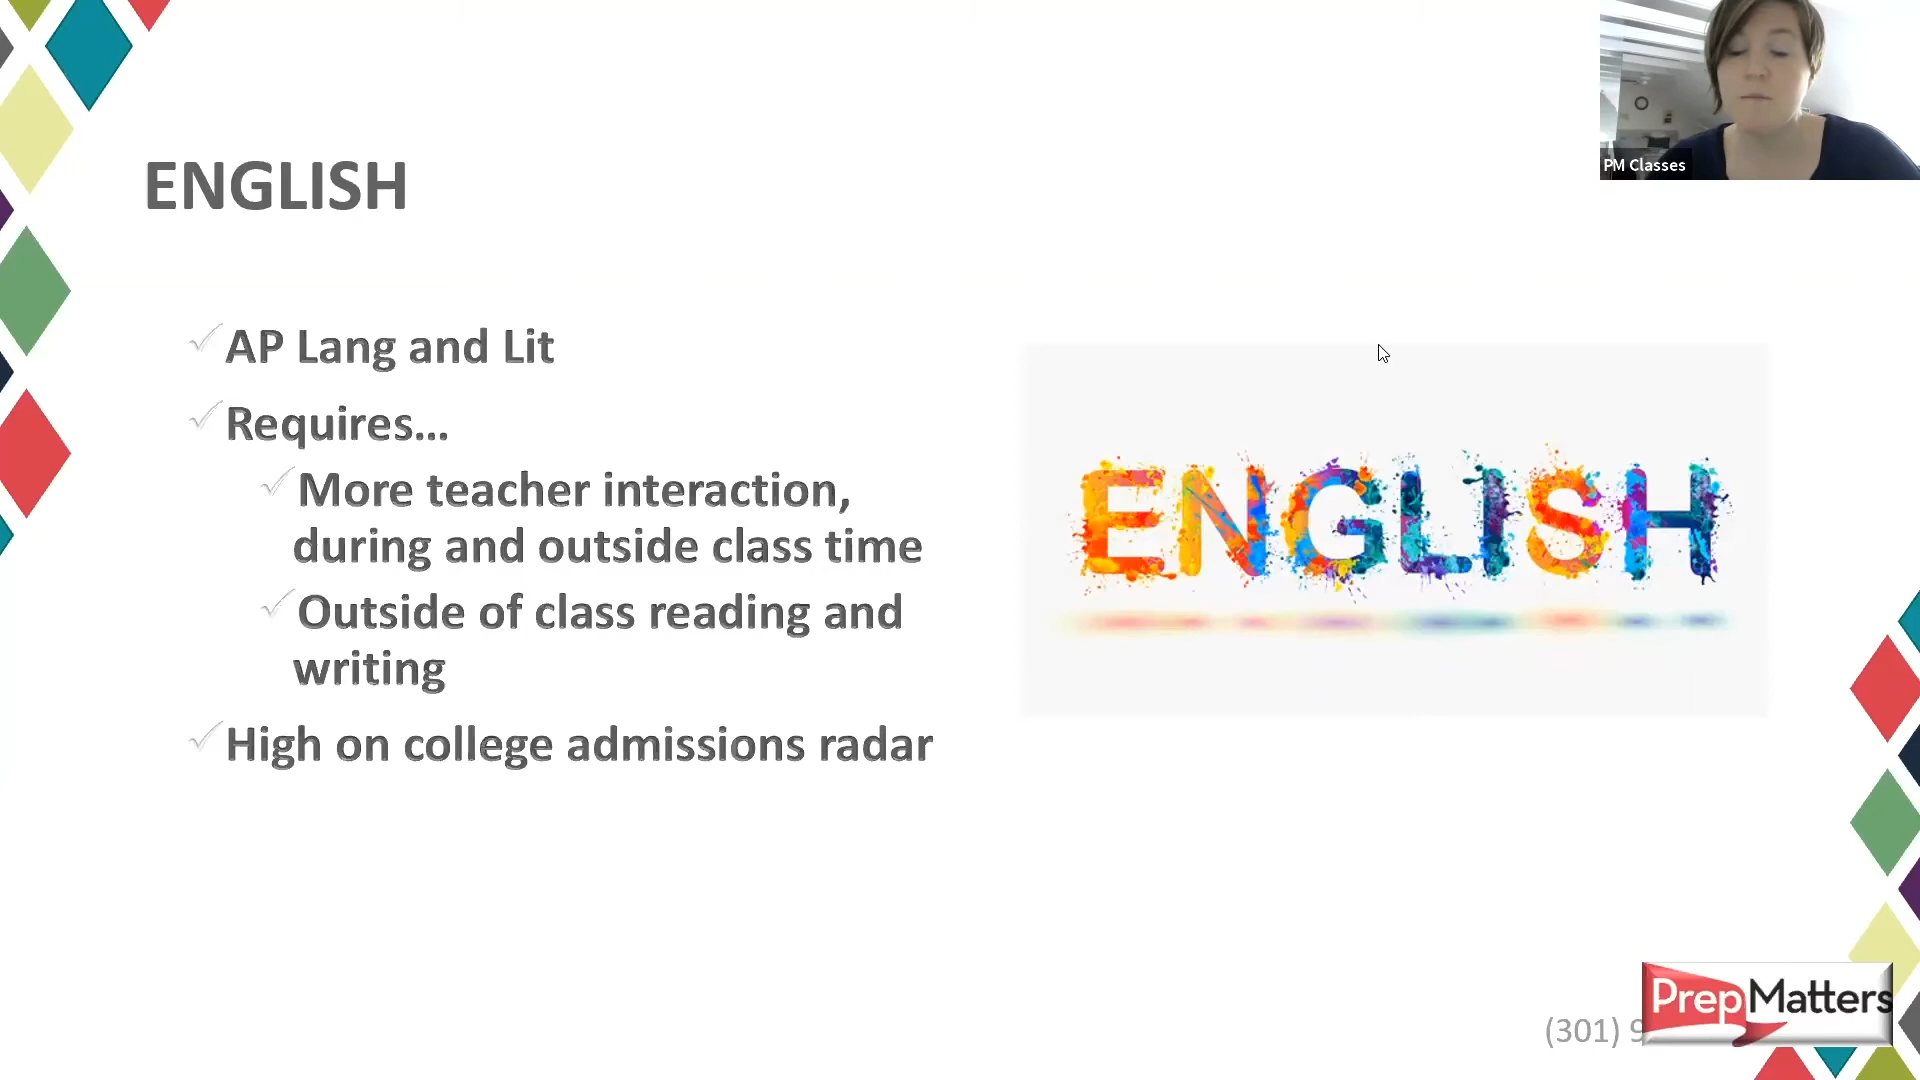 PM Classes
ENGLISH
AP Lang and Lit
Requires...
More teacher interaction,
during and outside class time
Outside of class reading and
writing
High on college admissions radar
ENGLISH
(301) 9
PrepMatters